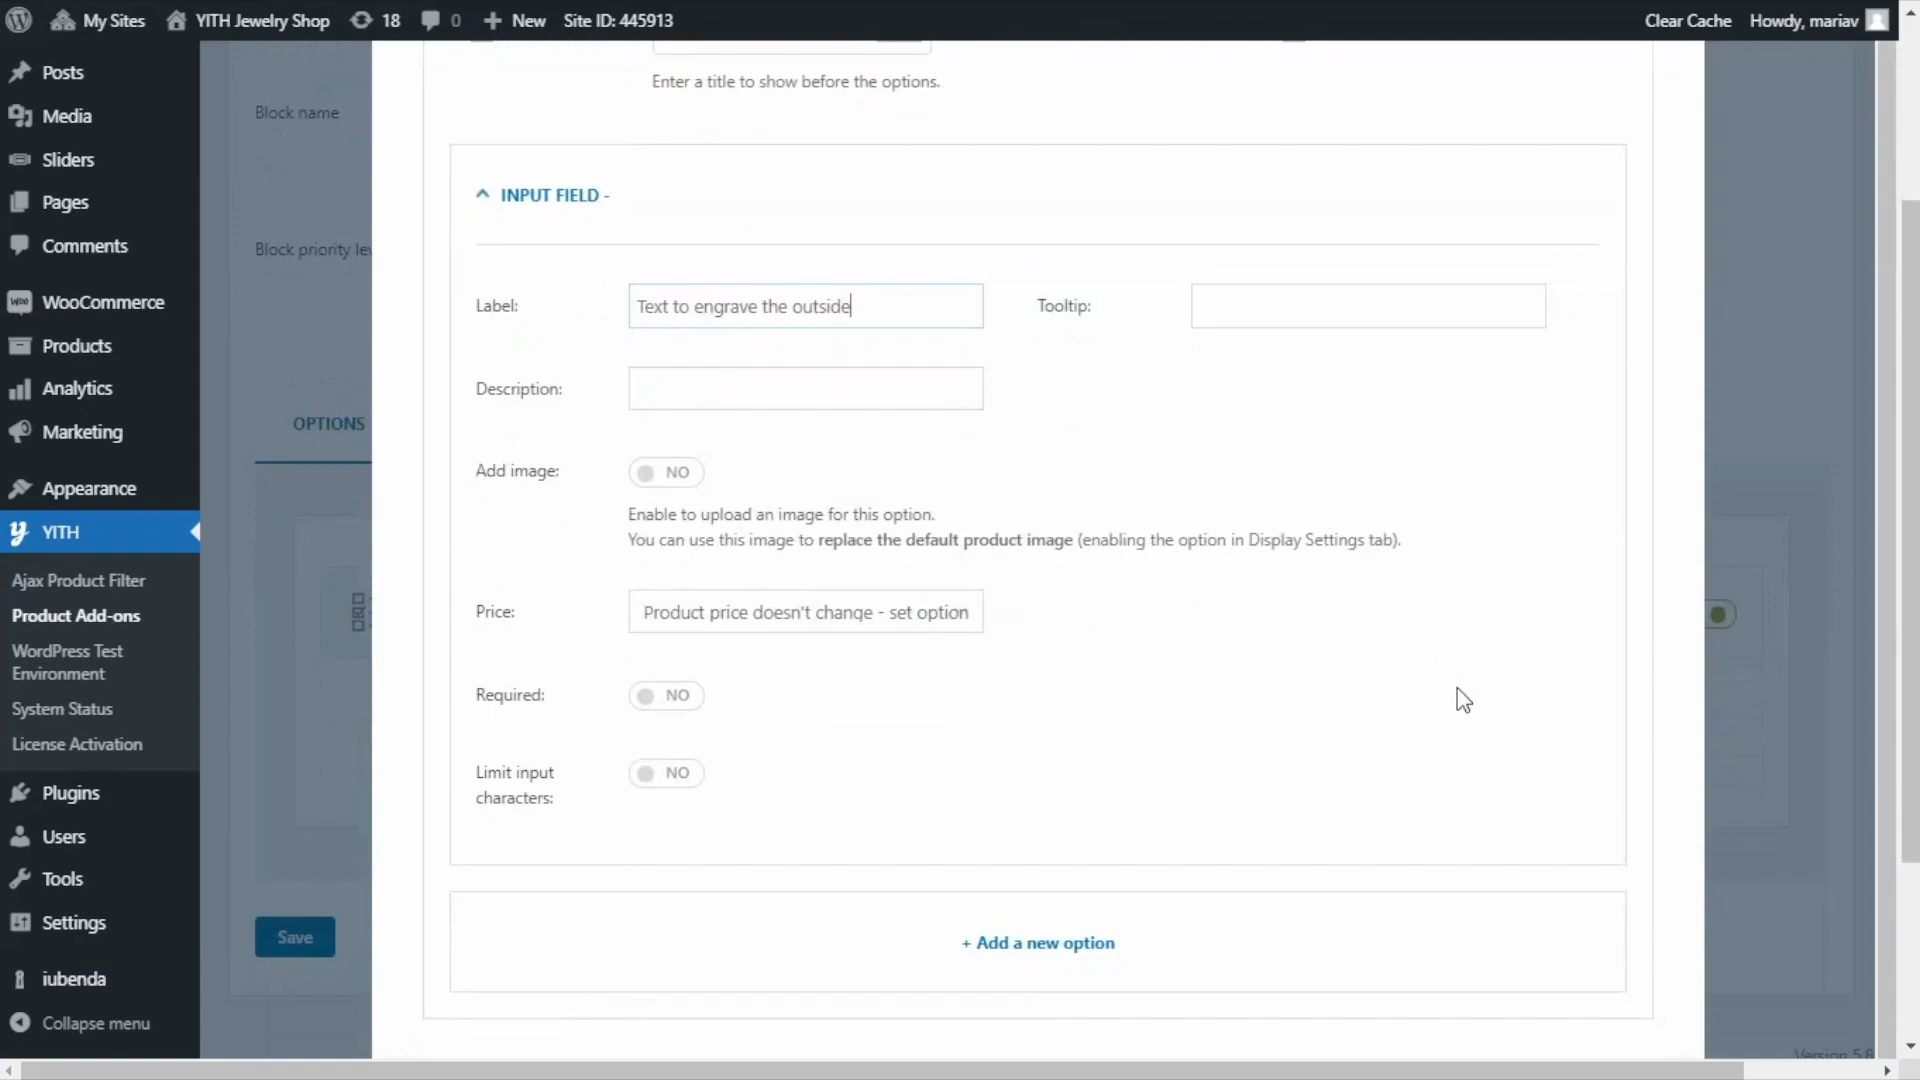 My Sites
YITH Jewelry Shop
18
0
New
Site ID: 445913
Clear Cache
Howdy, mariav
Posts
Media
Sliders
Pages
Comments
WooCommerce
Products
Analytics
Marketing
Appearance
YITH
Ajax Product Filter
Product Add-ons
WordPress Test
Environment
System Status
License Activation
Plugins
Users
Tools
Settings
iubenda
Collapse menu
Block name
Block priority lev
OPTIONS
Save
Enter a title to show before the options.
INPUT FIELD -
Label:
Text to engrave the outside
Tooltip:
Description:
Add image:
NO
Enable to upload an image for this option.
You can use this image to replace the default product image (enabling the option in Display Settings tab).
Price:
Product price doesn't change - set option
Required:
NO
Limit input
characters:
NO
+ Add a new option
Version 5.8